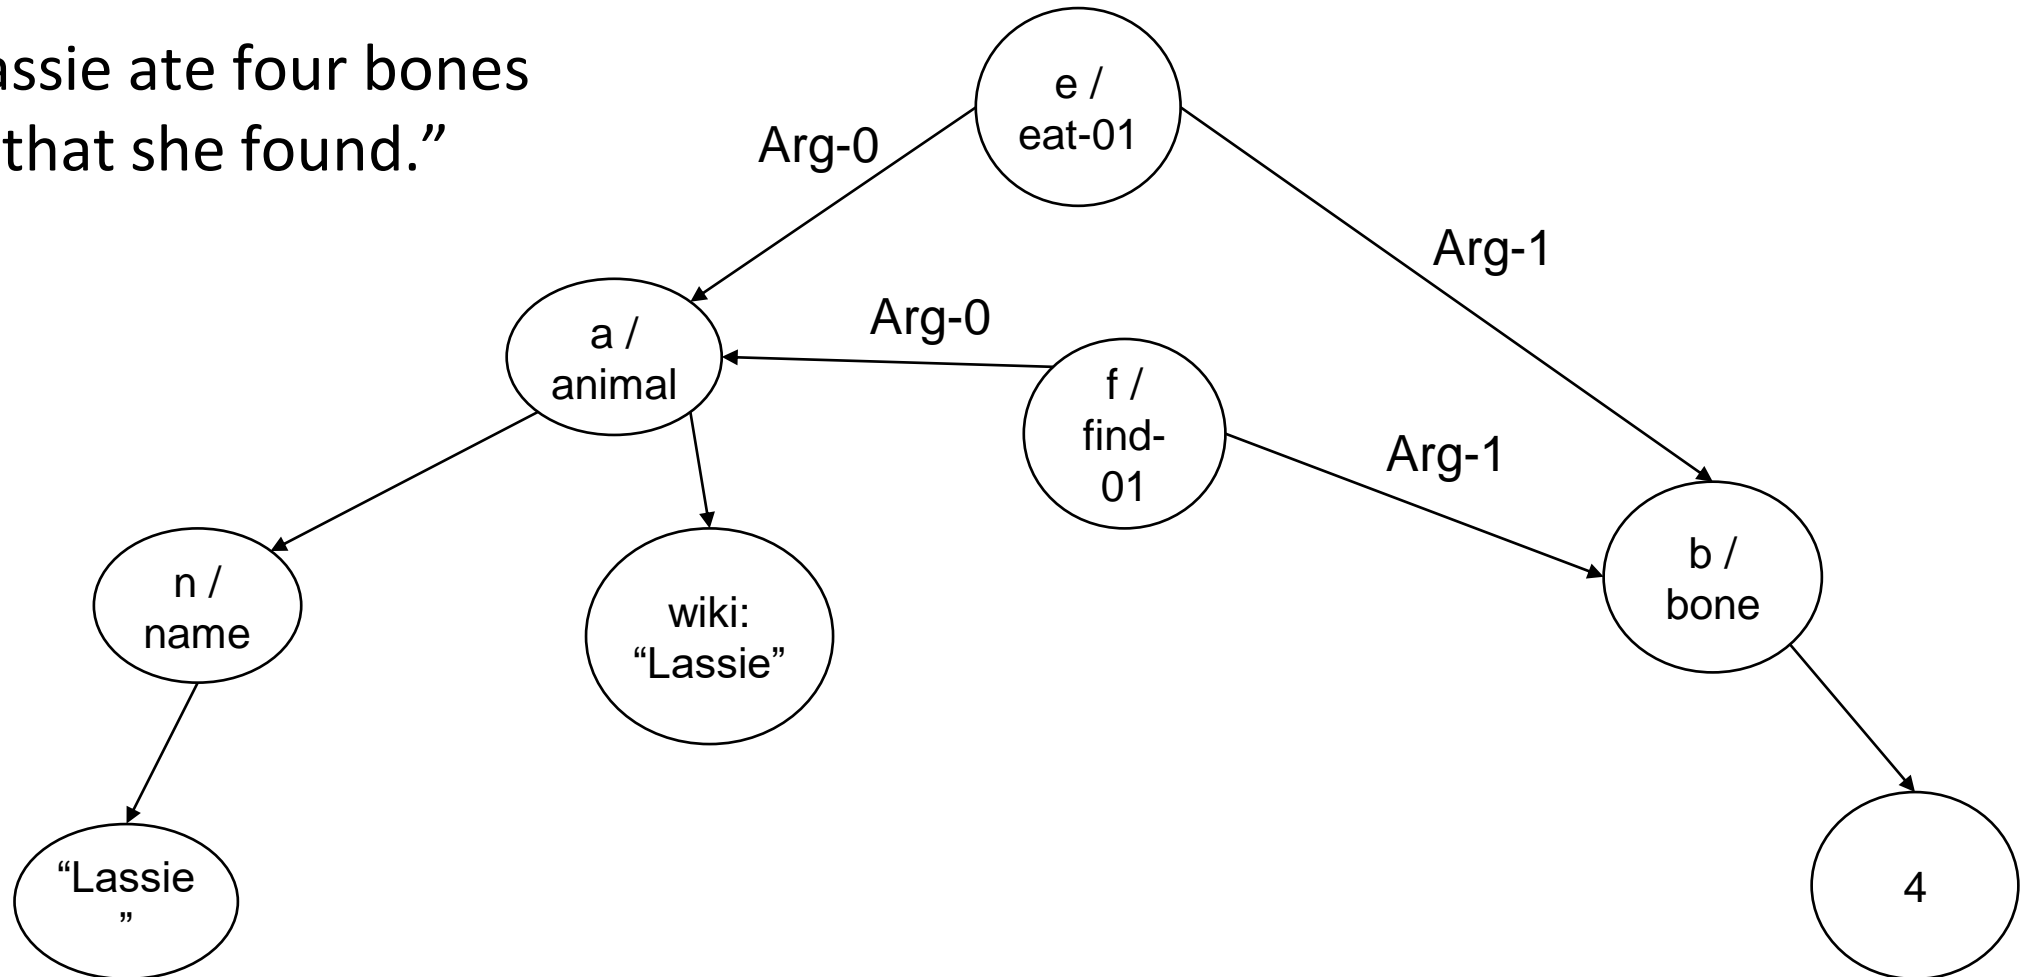 assie ate four bones
that she found.”
e /
eat-01
Arg-0
Arg-1
a /
animal
Arg-0
f /
find-
01
Arg-1
n /
name
wiki:
“Lassie”
b /
bone
“Lassie
”
4